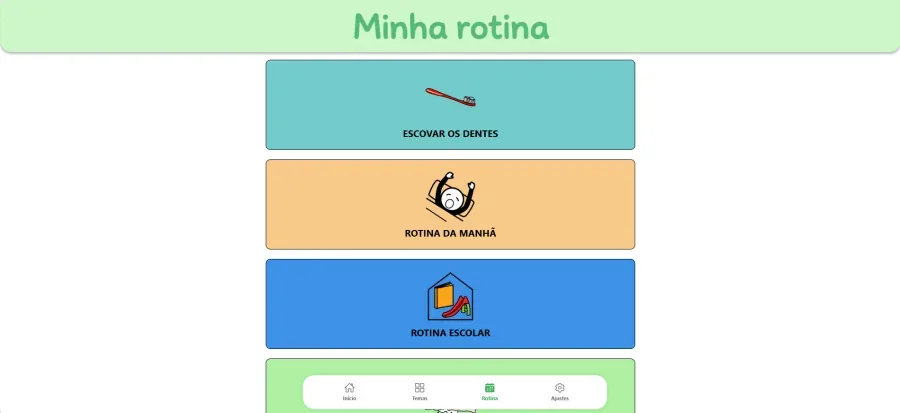 Minha rotina
ESCOVAR OS DENTES
ROTINA DA MANHÃ
ROTINA ESCOLAR
Início
Temas
Rotina
Ajustes